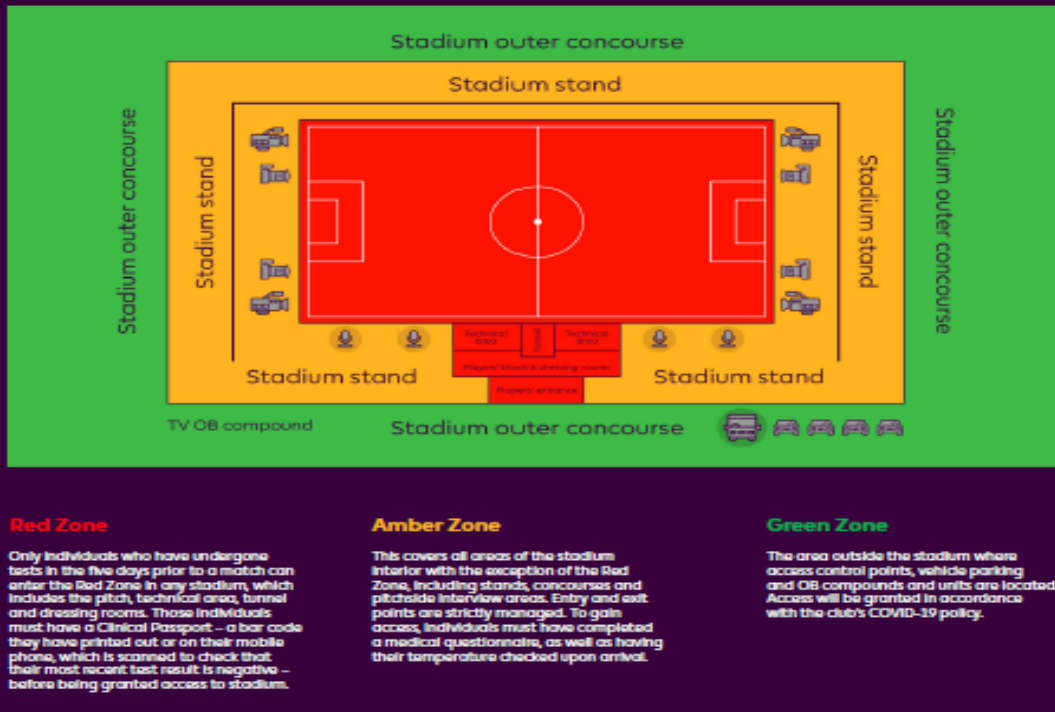 Stadium outer concourse
Stadium stand
Stadium outer concourse
Stadium stand
Stadium stand
Stadium outer concourse
Technical area
Tunnel
Technical area
Players' block & dressing rooms
Players' entrance
Stadium stand
Stadium stand
TV OB compound
Stadium outer concourse
Red Zone
Only individuals who have undergone
tests in the five days prior to a match can
enter the Red Zone in any stadium, which
includes the pitch, technical area, tunnel
and dressing rooms. Those individuals
must have a Clinical Passport – a bar code
they have printed out or on their mobile
phone, which is scanned to check that
their most recent test result is negative –
before being granted access to stadium.
Amber Zone
This covers all areas of the stadium
interior with the exception of the Red
Zone, including stands, concourses and
pitchside interview areas. Entry and exit
points are strictly managed. To gain
access, individuals must have completed
a medical questionnaire, as well as having
their temperature checked upon arrival.
Green Zone
The area outside the stadium where
access control points, vehicle parking
and OB compounds and units are located.
Access will be granted in accordance
with the club's COVID-19 policy.